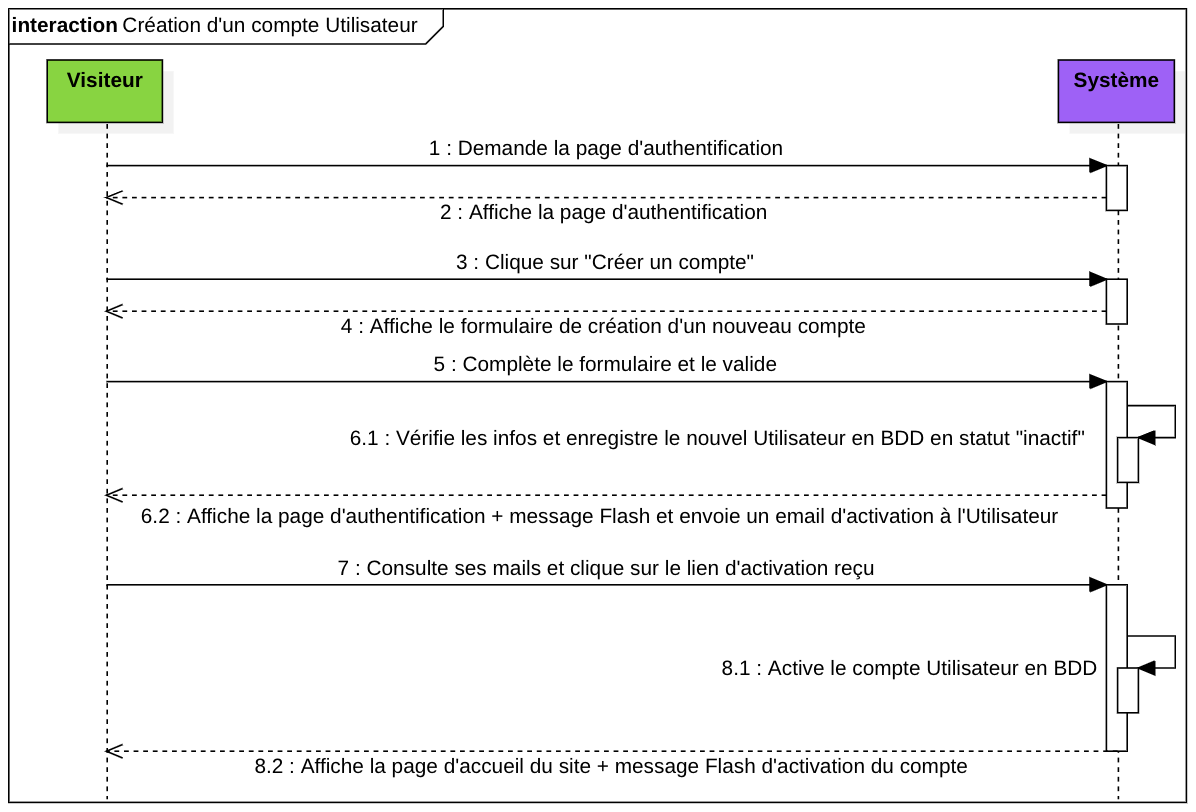 interaction Création d'un compte Utilisateur
Visiteur
Système
1 : Demande la page d'authentification
2 : Affiche la page d'authentification
3 : Clique sur "Créer un compte"
4 : Affiche le formulaire de création d'un nouveau compte
5 : Complète le formulaire et le valide
6.1 : Vérifie les infos et enregistre le nouvel Utilisateur en BDD en statut "inactif"
6.2 : Affiche la page d'authentification + message Flash et envoie un email d'activation à l'Utilisateur
7 : Consulte ses mails et clique sur le lien d'activation reçu
8.1 : Active le compte Utilisateur en BDD
8.2 : Affiche la page d'accueil du site + message Flash d'activation du compte